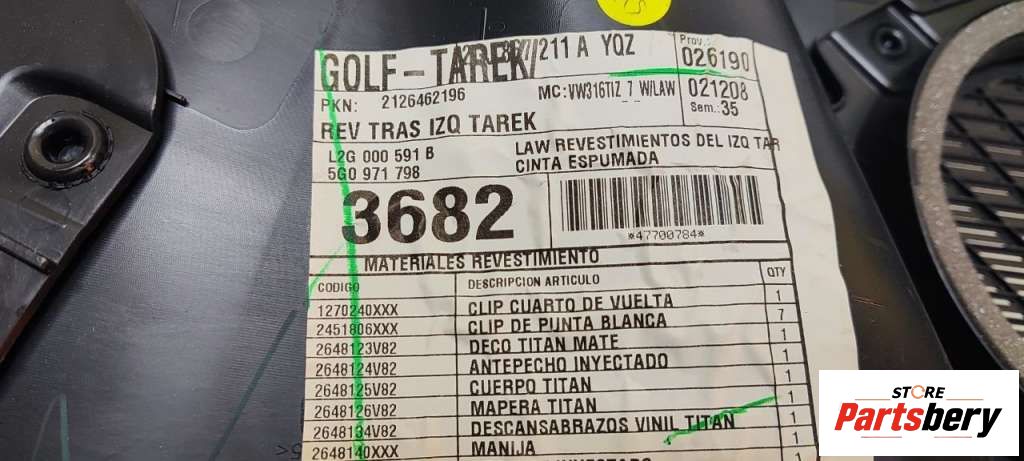 GOLF-TAREK/ 211 A YQZ
Prov.:
026190
PKN: 2126462196
MC:VW316TIZ 7 W/LAW
021208
Sem.: 35
REV TRAS IZQ TAREK
L2G 000 591 B
LAW REVESTIMIENTOS DEL IZQ TAR
5G0 971 798
CINTA ESPUMADA
3682
*47700784*
MATERIALES REVESTIMIENTO
CODIGO DESCRIPCION ARTICULO QTY
1270240XXX CLIP CUARTO DE VUELTA 1
2451806XXX CLIP DE PUNTA BLANCA 7
2648123V82 DECO TITAN MATE 1
2648124V82 ANTEPECHO INYECTADO 1
2648125V82 CUERPO TITAN 1
2648126V82 MAPERA TITAN 1
2648134V82 DESCANSABRAZOS VINIL TITAN 1
2648140XXX MANIJA 1
STORE
Partsbery